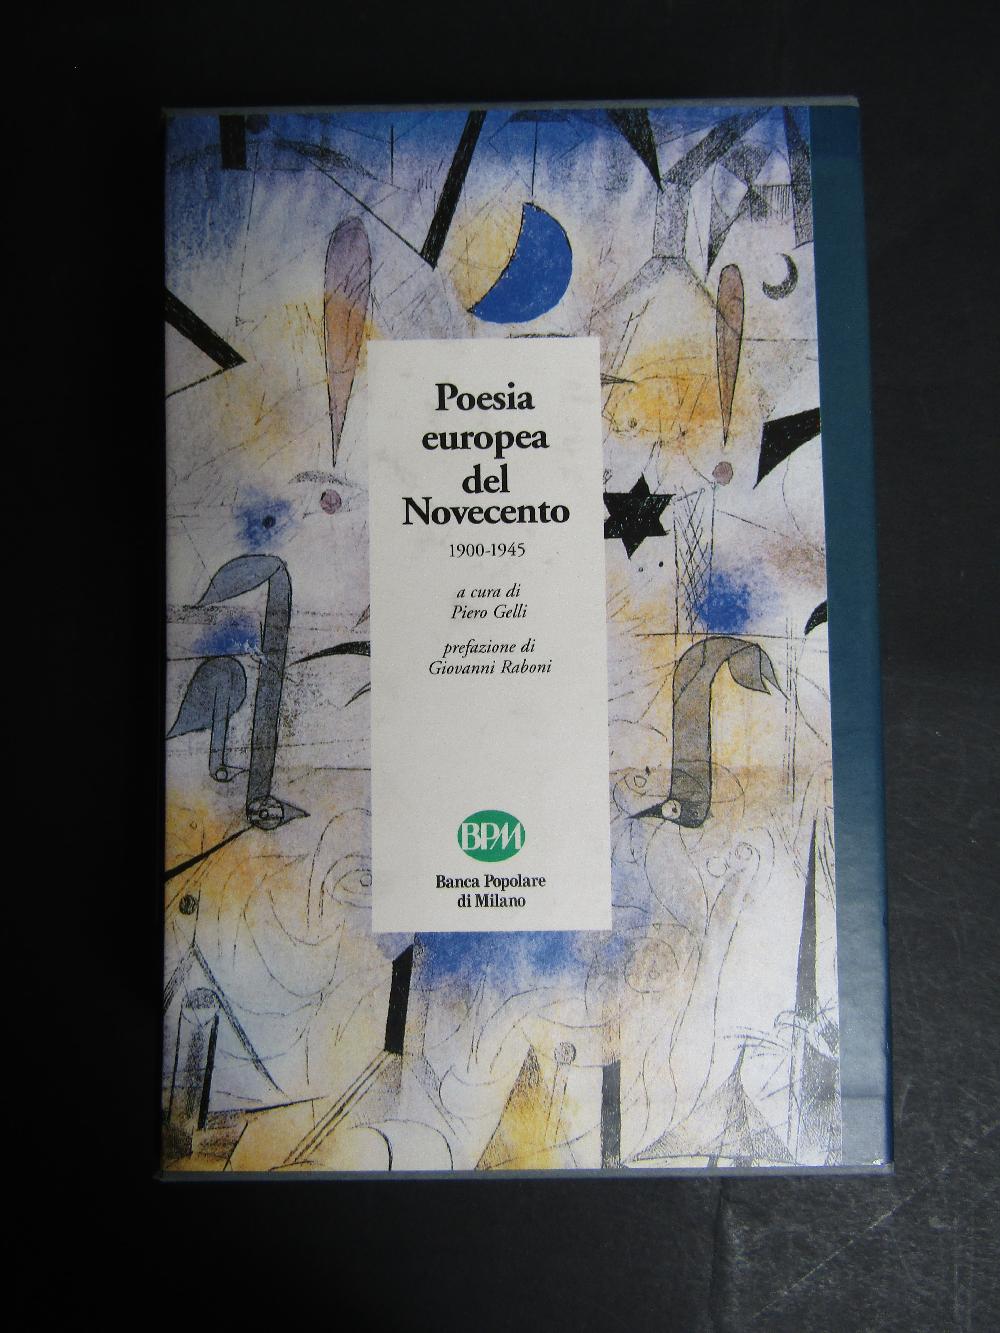 Poesia
europea
del
Novecento
1900-1945
a cura di
Piero Gelli
prefazione di
Giovanni Raboni
BPM
Banca Popolare
di Milano